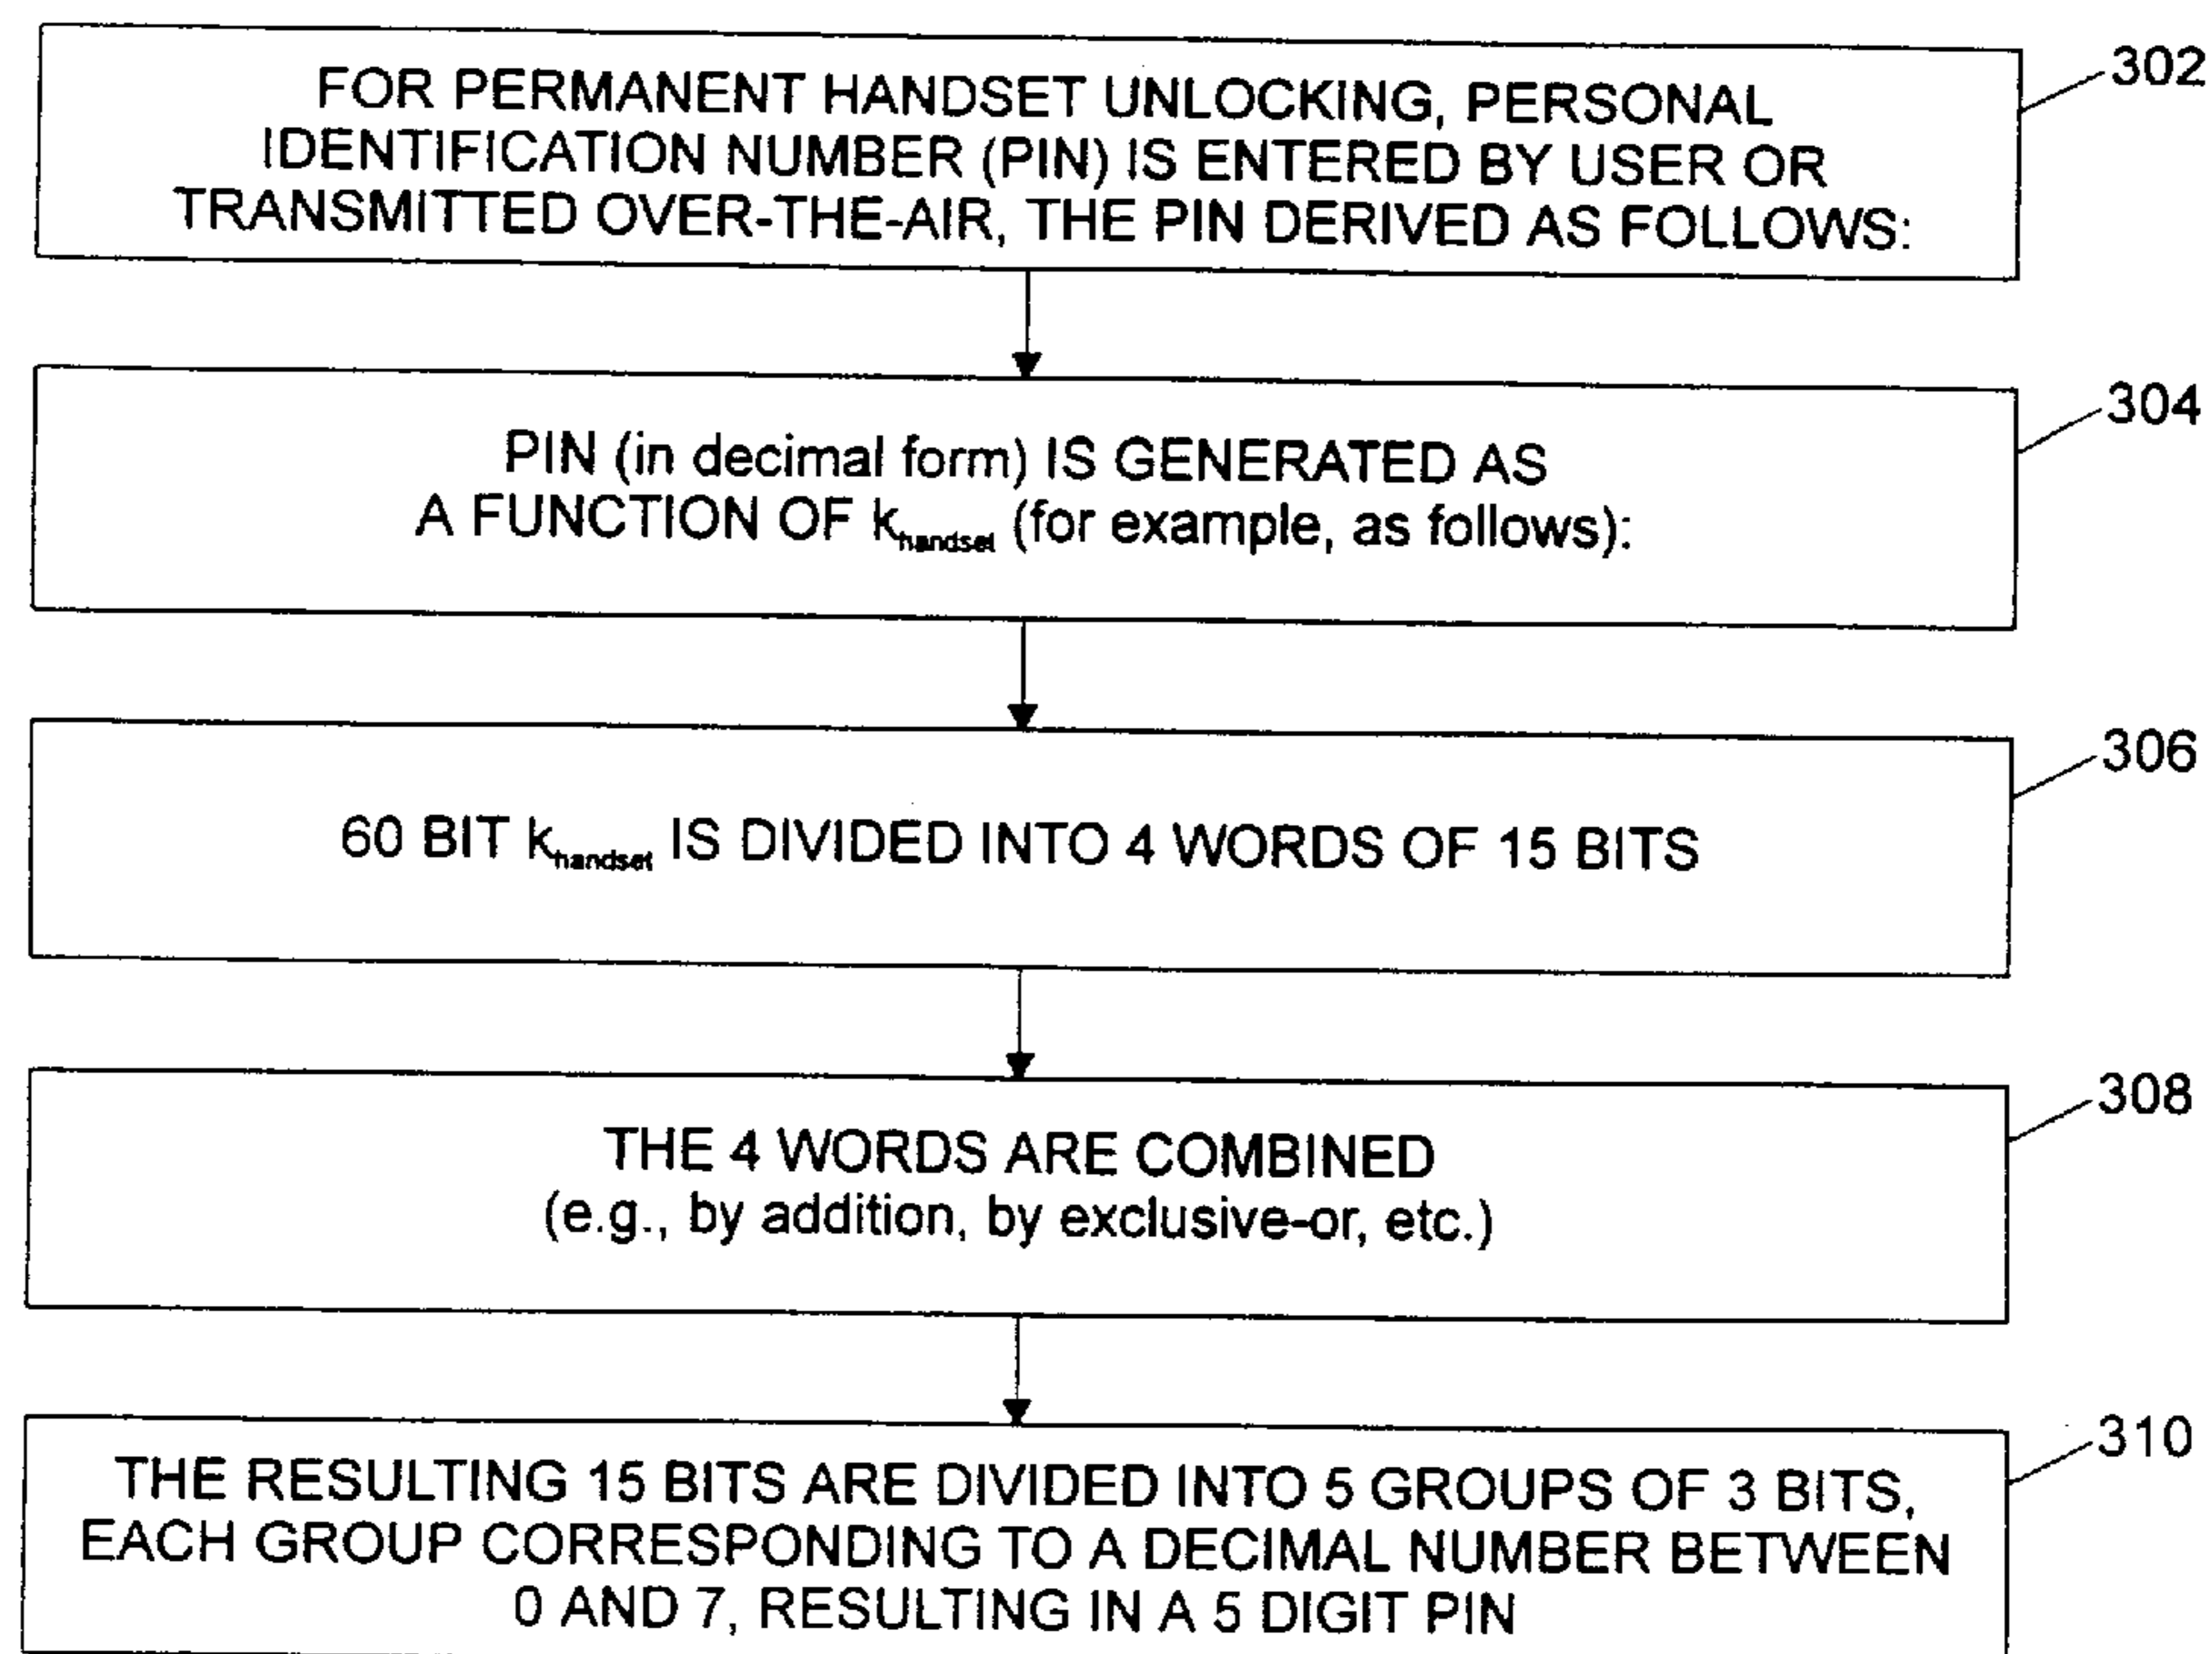 FOR PERMANENT HANDSET UNLOCKING, PERSONAL
IDENTIFICATION NUMBER (PIN) IS ENTERED BY USER OR
TRANSMITTED OVER-THE-AIR, THE PIN DERIVED AS FOLLOWS:
302
PIN (in decimal form) IS GENERATED AS
A FUNCTION OF khandset (for example, as follows):
304
60 BIT khandset IS DIVIDED INTO 4 WORDS OF 15 BITS
306
THE 4 WORDS ARE COMBINED
(e.g., by addition, by exclusive-or, etc.)
308
THE RESULTING 15 BITS ARE DIVIDED INTO 5 GROUPS OF 3 BITS,
EACH GROUP CORRESPONDING TO A DECIMAL NUMBER BETWEEN
0 AND 7, RESULTING IN A 5 DIGIT PIN
310